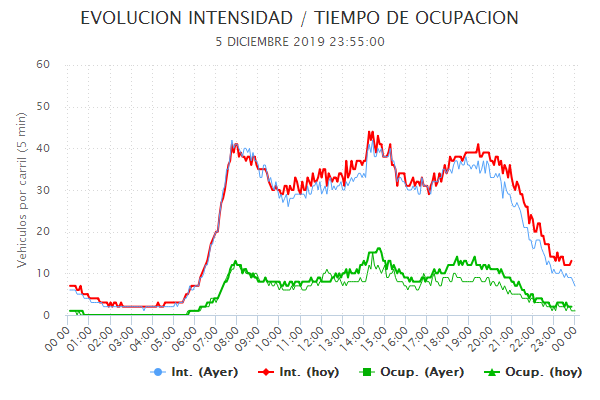 EVOLUCION INTENSIDAD / TIEMPO DE OCUPACION
5 DICIEMBRE 2019 23:55:00
Vehiculos por carril (5 min)
60
50
40
30
20
10
0
00:00 01:00 02:00 03:00 04:00 05:00 06:00 07:00 08:00 09:00 10:00 11:00 12:00 13:00 14:00 15:00 16:00 17:00 18:00 19:00 20:00 21:00 22:00 23:00 00:00
Int. (Ayer) Int. (hoy) Ocup. (Ayer) Ocup. (hoy)